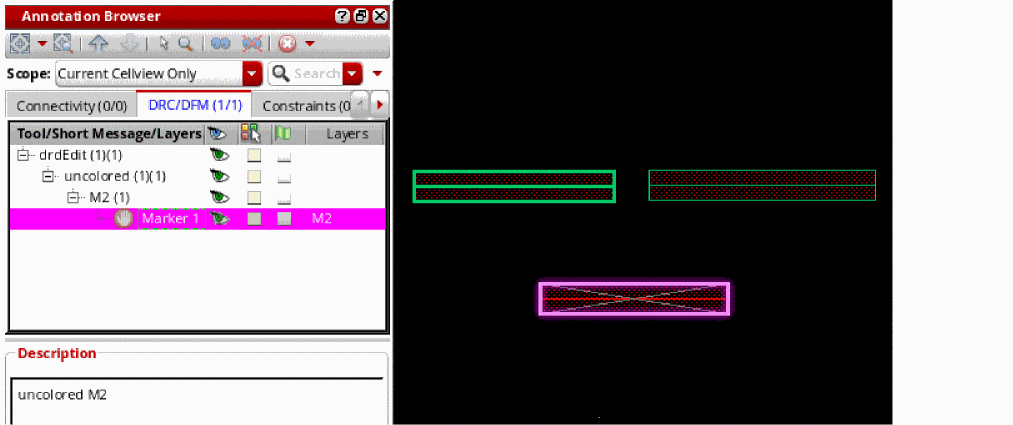 Annotation Browser
Scope: Current Cellview Only Search
Connectivity (0/0) DRC/DFM (1/1) Constraints (0
Tool/Short Message/Layers Layers
drdEdit (1)(1)
uncolored (1)(1)
M2 (1)
Marker 1 M2
Description
uncolored M2